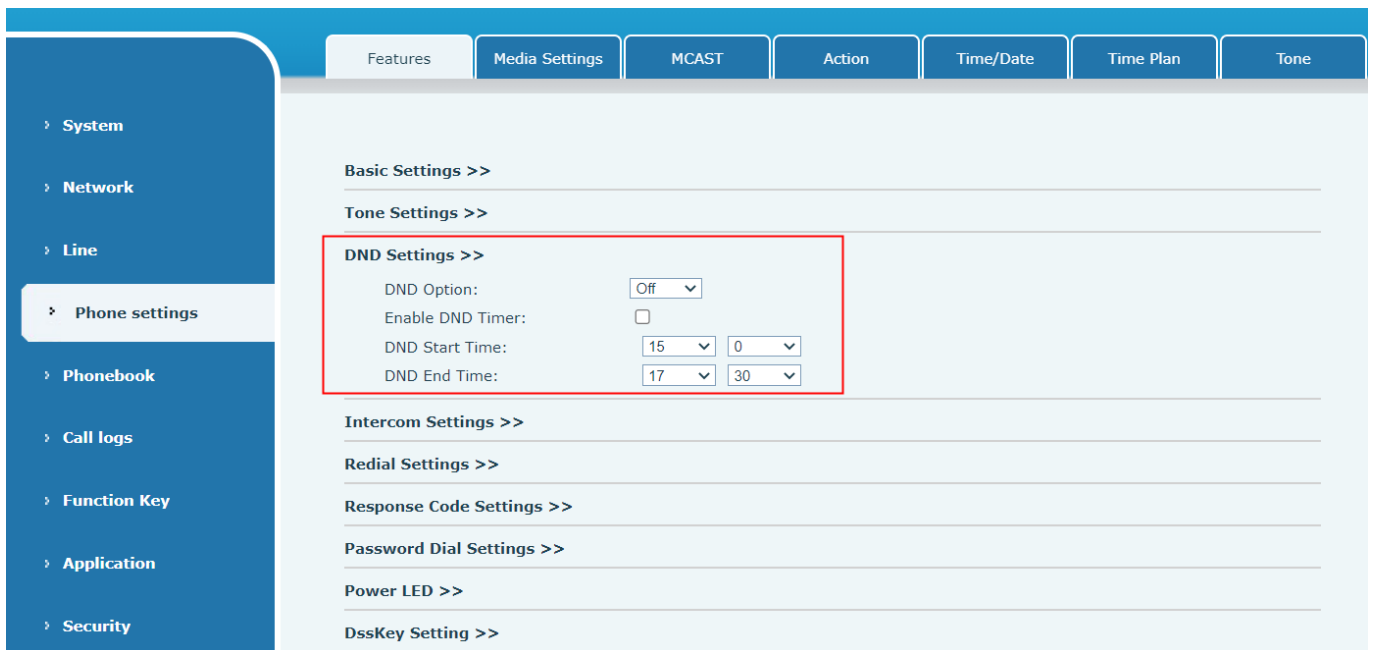 Features Media Settings MCAST Action Time/Date Time Plan Tone
System
Network
Line
Phone settings
Phonebook
Call logs
Function Key
Application
Security
Basic Settings >>
Tone Settings >>
DND Settings >>
DND Option: Off
Enable DND Timer:
DND Start Time: 15 0
DND End Time: 17 30
Intercom Settings >>
Redial Settings >>
Response Code Settings >>
Password Dial Settings >>
Power LED >>
DssKey Setting >>